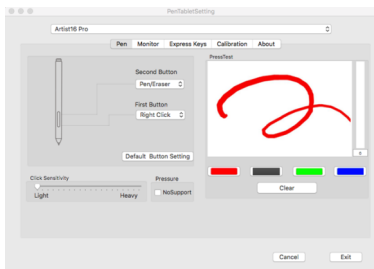 PenTabletSetting
Artist16 Pro
Pen Monitor Express Keys Calibration About
PressTest
Second Button
Pen/Eraser
First Button
Right Click
Default Button Setting
Click Sensitivity
Light Heavy
Pressure
NoSupport
Clear
Cancel Exit